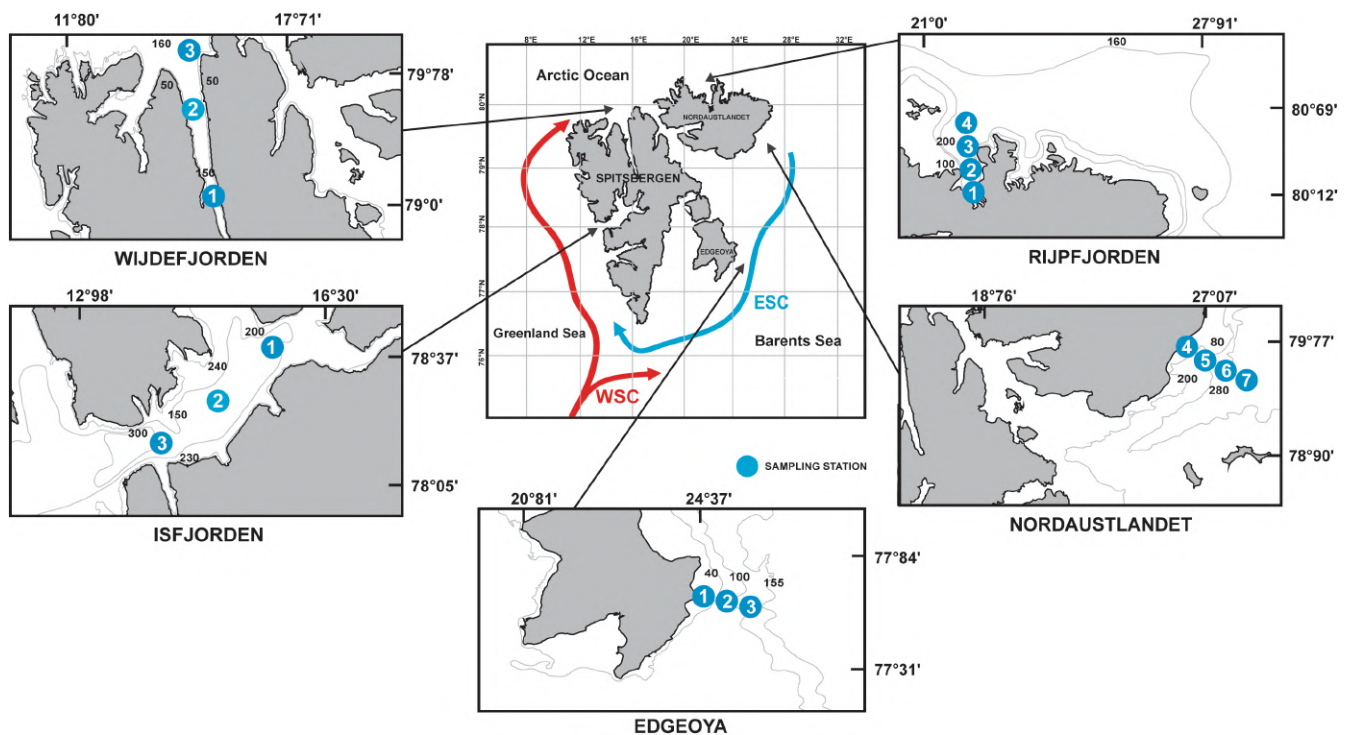 11°80'
17°71'
160
3
50
50
2
150
1
79°78'
79°0'
WIJDEFJORDEN
8°E
12°E
16°E
20°E
24°E
28°E
32°E
Arctic Ocean
80°N
79°N
78°N
77°N
76°N
NORDAUSTLANDET
SPITSBERGEN
EDGEOYA
ESC
Greenland Sea
Barents Sea
WSC
21°0'
27°91'
160
4
200
3
100
2
1
80°69'
80°12'
RIJPFJORDEN
12°98'
16°30'
200
1
240
2
150
300
3
230
78°37'
78°05'
ISFJORDEN
18°76'
27°07'
80
4
5
6
7
200
280
79°77'
78°90'
NORDAUSTLANDET
SAMPLING STATION
20°81'
24°37'
40
100
155
1
2
3
77°84'
77°31'
EDGEOYA